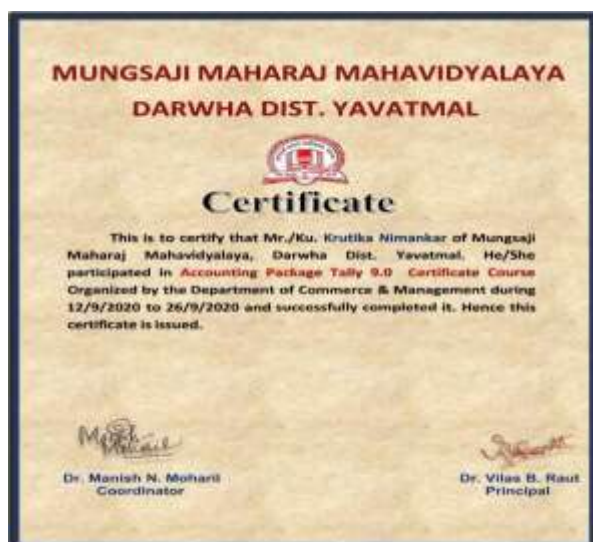 MUNGSAJI MAHARAJ MAHAVIDYALAYA
DARWHA DIST. YAVATMAL
Certificate
This is to certify that Mr./Ku. Krutika Nimankar of Mungsaji
Maharaj Mahavidyalaya, Darwha Dist. Yavatmal. He/She
participated in Accounting Package Tally 9.0 Certificate Course
Organized by the Department of Commerce & Management during
12/9/2020 to 26/9/2020 and successfully completed it. Hence this
certificate is issued.
Dr. Manish N. Moharil
Coordinator
Dr. Vilas B. Raut
Principal